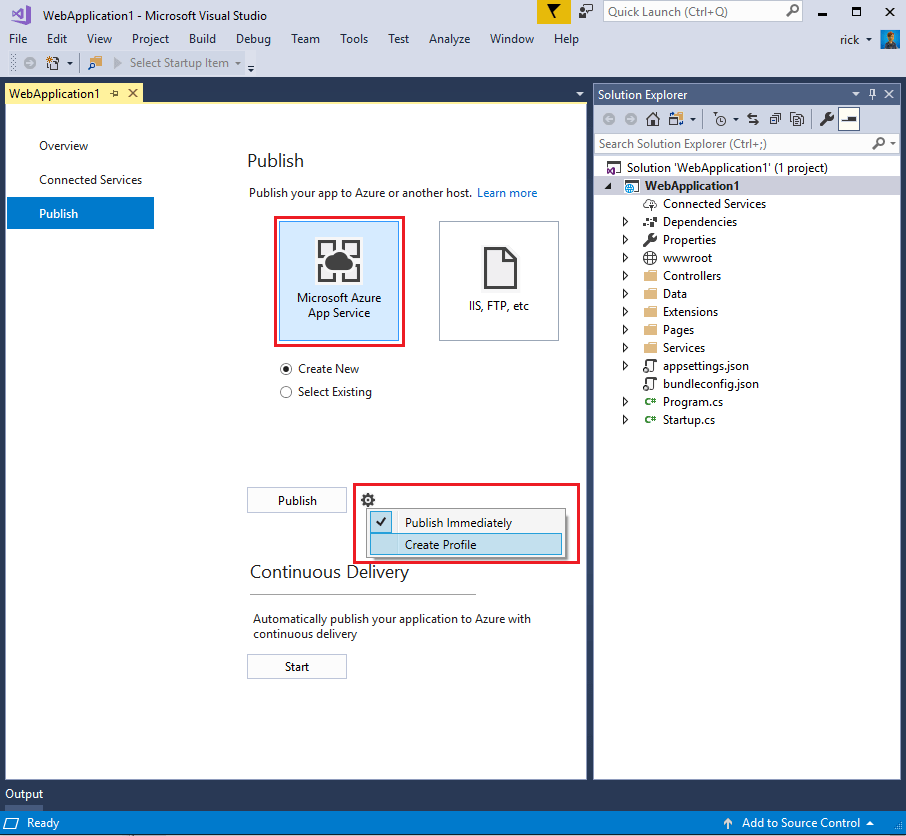 WebApplication1 - Microsoft Visual Studio
Quick Launch (Ctrl+Q)
File Edit View Project Build Debug Team Tools Test Analyze Window Help
rick
Select Startup Item
WebApplication1
Overview
Connected Services
Publish
Publish
Publish your app to Azure or another host. Learn more
Microsoft Azure
App Service
IIS, FTP, etc
Create New
Select Existing
Publish
Publish Immediately
Create Profile
Continuous Delivery
Automatically publish your application to Azure with
continuous delivery
Start
Solution Explorer
Search Solution Explorer (Ctrl+;)
Solution 'WebApplication1' (1 project)
WebApplication1
Connected Services
Dependencies
Properties
wwwroot
Controllers
Data
Extensions
Pages
Services
appsettings.json
bundleconfig.json
C# Program.cs
C# Startup.cs
Output
Ready
Add to Source Control